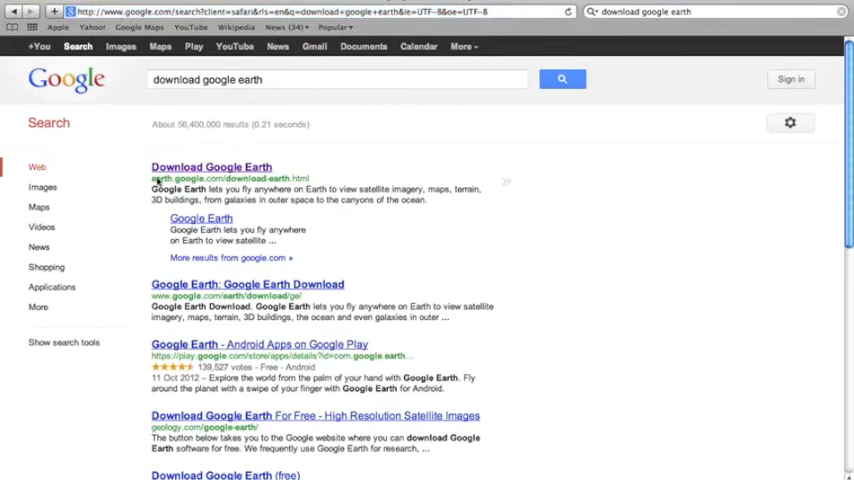 http://www.google.com/search?client=safari&rls=en&q=download+google+earth&ie=UTF-8&oe=UTF-8
download google earth
Apple Yahoo! Google Maps YouTube Wikipedia News (34) Popular
+You Search Images Maps Play YouTube News Gmail Documents Calendar More
Google
download google earth
Sign in
Search
About 56,400,000 results (0.21 seconds)
Web
Images
Maps
Videos
News
Shopping
Applications
More
Show search tools
Download Google Earth
earth.google.com/download-earth.html
Google Earth lets you fly anywhere on Earth to view satellite imagery, maps, terrain,
3D buildings, from galaxies in outer space to the canyons of the ocean.
Google Earth
Google Earth lets you fly anywhere
on Earth to view satellite ...
More results from google.com »
Google Earth: Google Earth Download
www.google.com/earth/download/ge/
Google Earth Download. Google Earth lets you fly anywhere on Earth to view satellite
imagery, maps, terrain, 3D buildings, the ocean and even galaxies in outer ...
Google Earth - Android Apps on Google Play
https://play.google.com/store/apps/details?id=com.google.earth...
139,527 votes - Free - Android
11 Oct 2012 – Explore the world from the palm of your hand with Google Earth. Fly
around the planet with a swipe of your finger with Google Earth for Android.
Download Google Earth For Free - High Resolution Satellite Images
geology.com/google-earth/
The button below takes you to the Google website where you can download Google
Earth software for free. We frequently use Google Earth for research, ...
Download Google Earth (free)